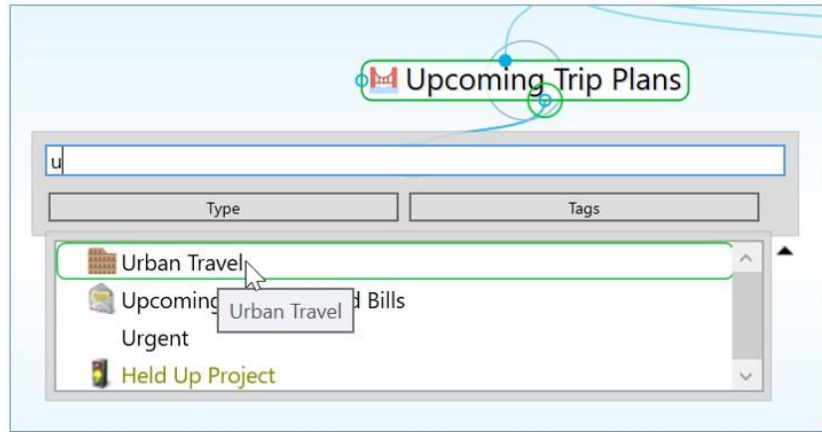 Upcoming Trip Plans
u
Type
Tags
Urban Travel
Upcoming d Bills
Urban Travel
Urgent
Held Up Project